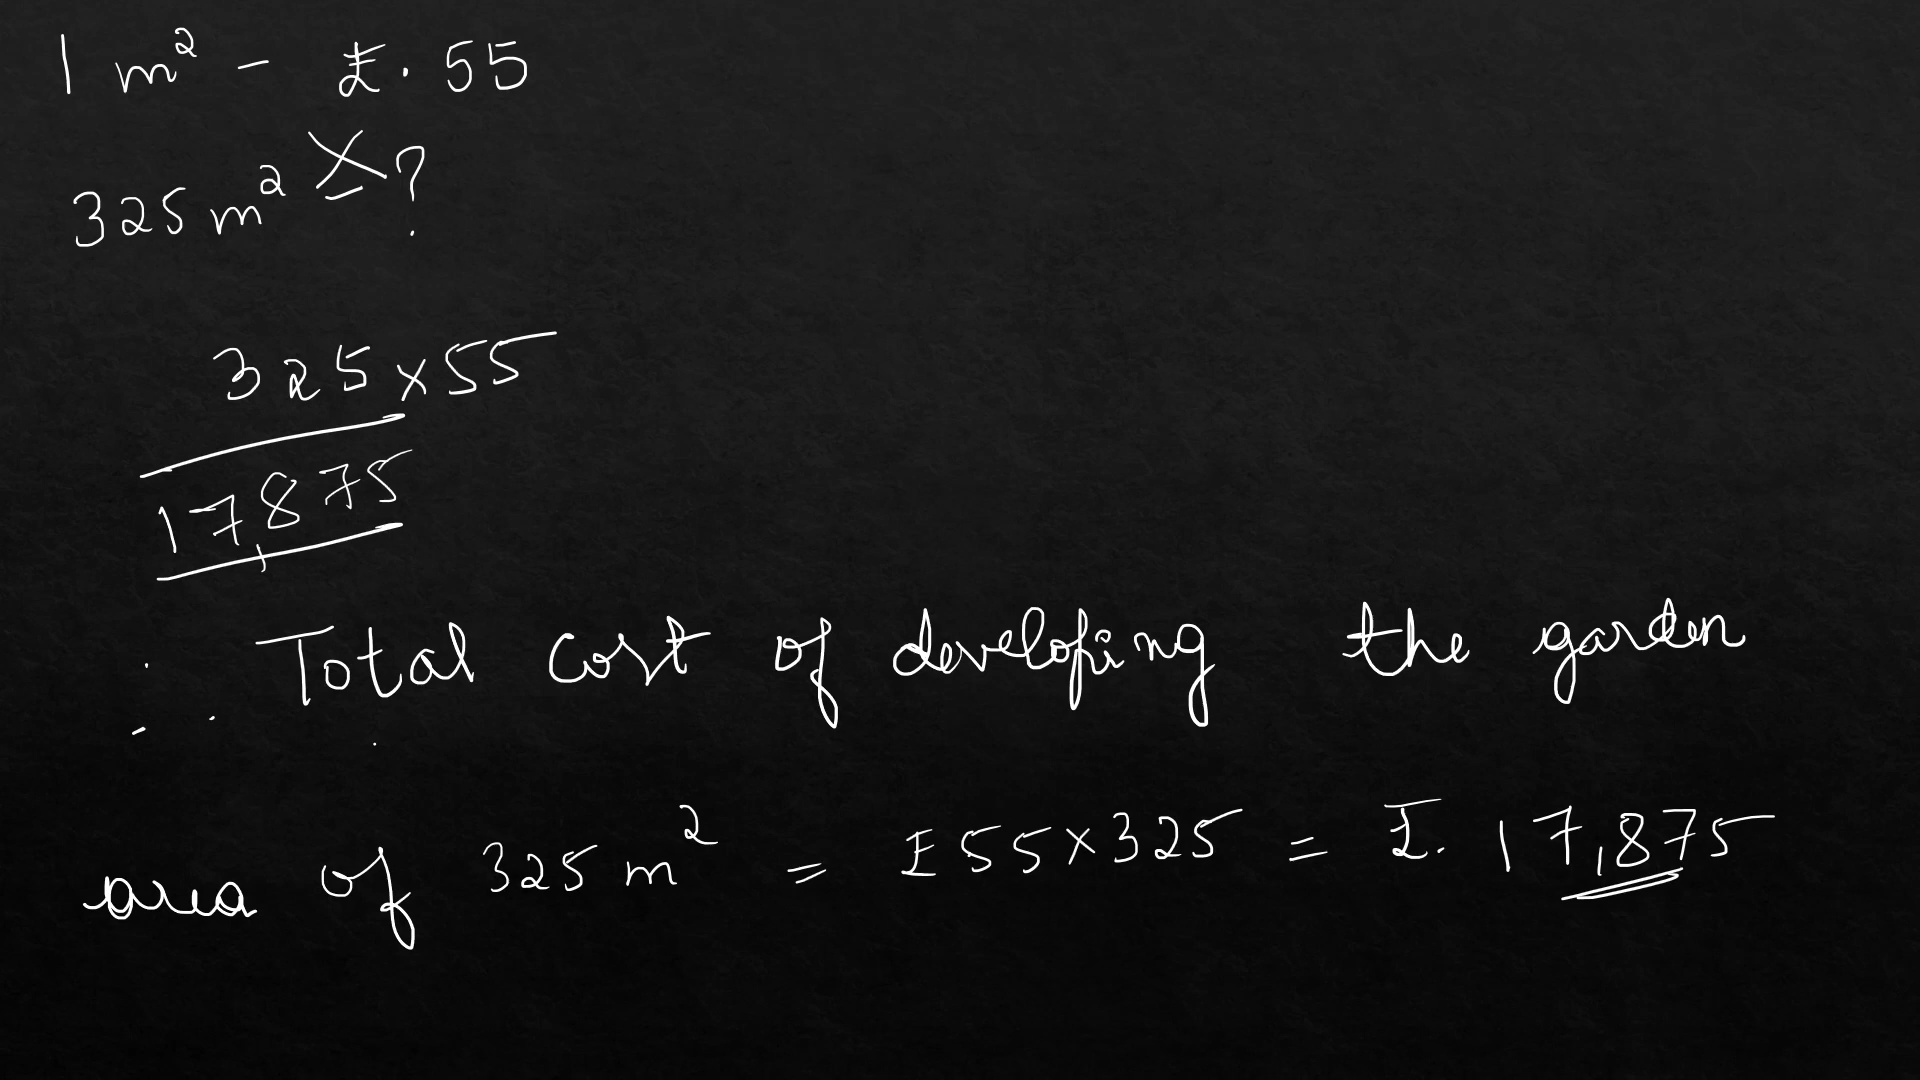 1 m² - £. 55
325 m² - ?
325 x 55
17,875
∴ Total cost of developing the garden
area of 325 m² = £ 55 x 325 = £. 17,875